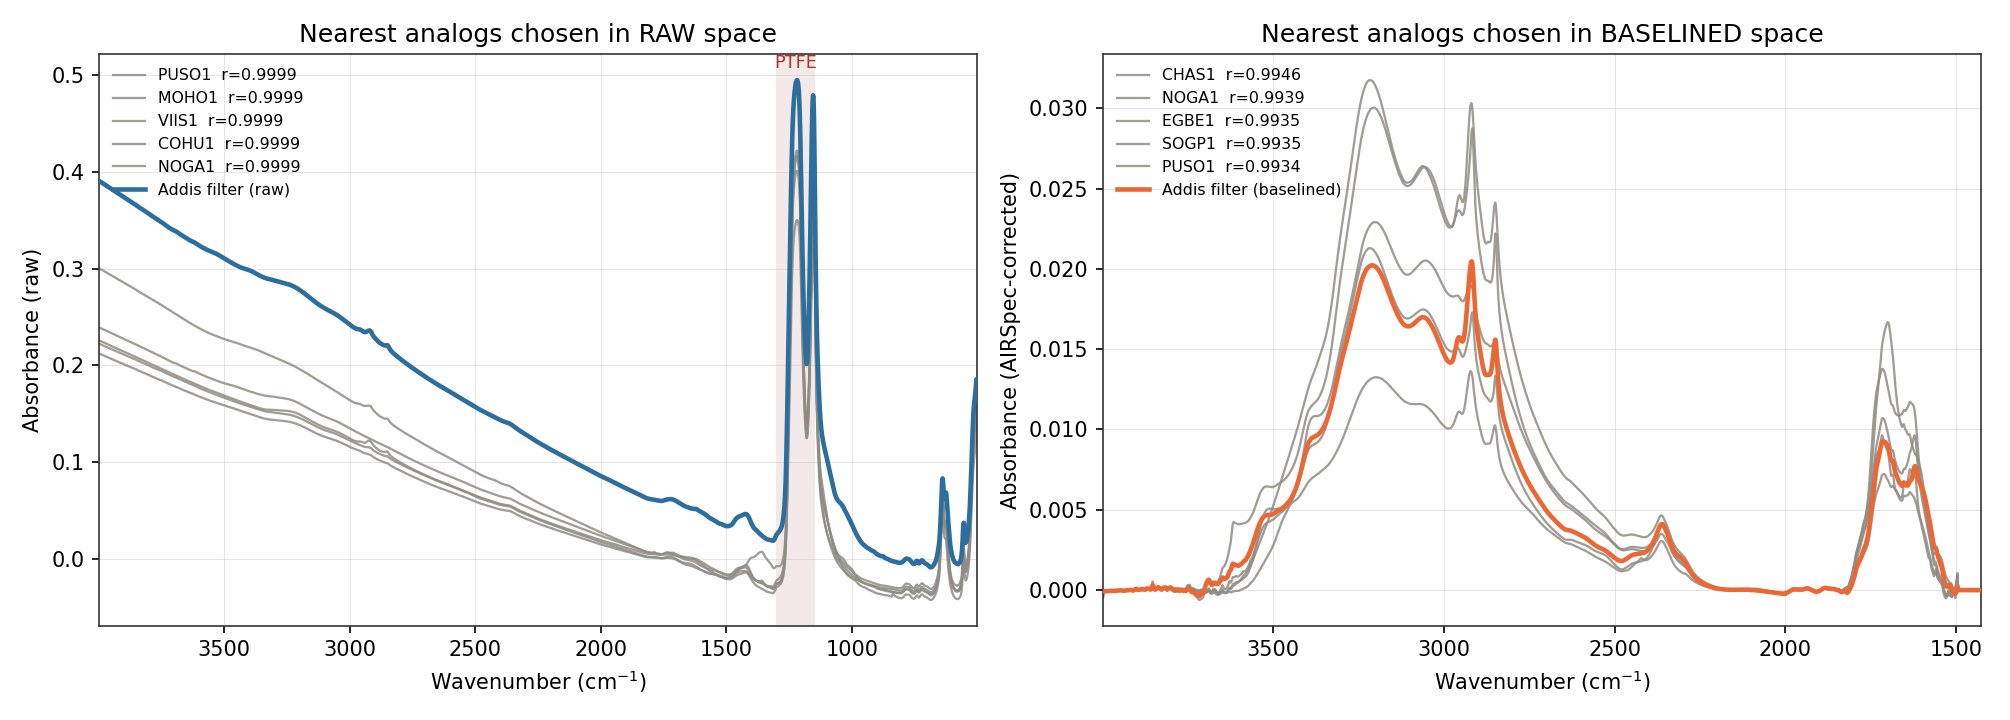 Nearest analogs chosen in RAW space
PTFE
PUSO1 r=0.9999
MOHO1 r=0.9999
VIIS1 r=0.9999
COHU1 r=0.9999
NOGA1 r=0.9999
Addis filter (raw)
Absorbance (raw)
0.5
0.4
0.3
0.2
0.1
0.0
3500 3000 2500 2000 1500 1000
Wavenumber (cm⁻¹)
Nearest analogs chosen in BASELINED space
CHAS1 r=0.9946
NOGA1 r=0.9939
EGBE1 r=0.9935
SOGP1 r=0.9935
PUSO1 r=0.9934
Addis filter (baselined)
Absorbance (AIRSpec-corrected)
0.030
0.025
0.020
0.015
0.010
0.005
0.000
3500 3000 2500 2000 1500
Wavenumber (cm⁻¹)